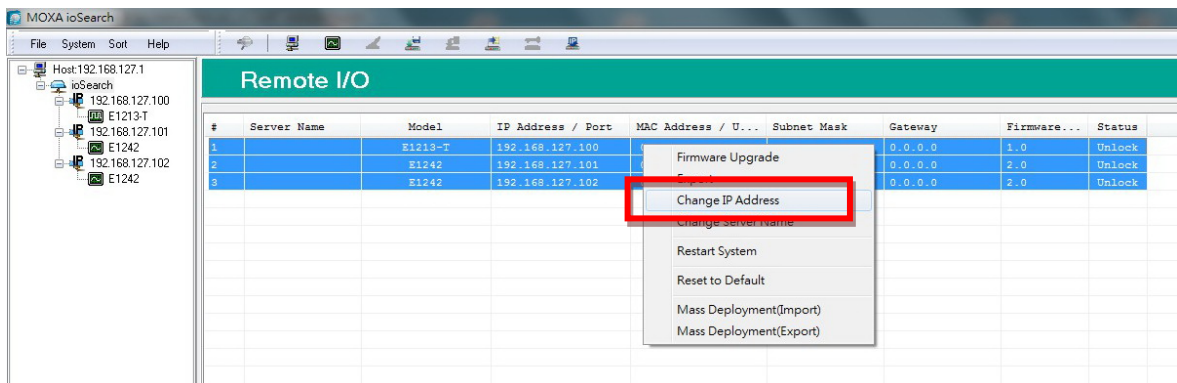 MOXA ioSearch
File System Sort Help
Host:192.168.127.1
ioSearch
192.168.127.100
E1213-T
192.168.127.101
E1242
192.168.127.102
E1242
Remote I/O
# Server Name Model IP Address / Port MAC Address / U... Subnet Mask Gateway Firmware... Status
1 E1213-T 192.168.127.100 0.0.0.0 1.0 Unlock
2 E1242 192.168.127.101 0.0.0.0 2.0 Unlock
3 E1242 192.168.127.102 0.0.0.0 2.0 Unlock
Firmware Upgrade
Export
Change IP Address
Change Server Name
Restart System
Reset to Default
Mass Deployment(Import)
Mass Deployment(Export)